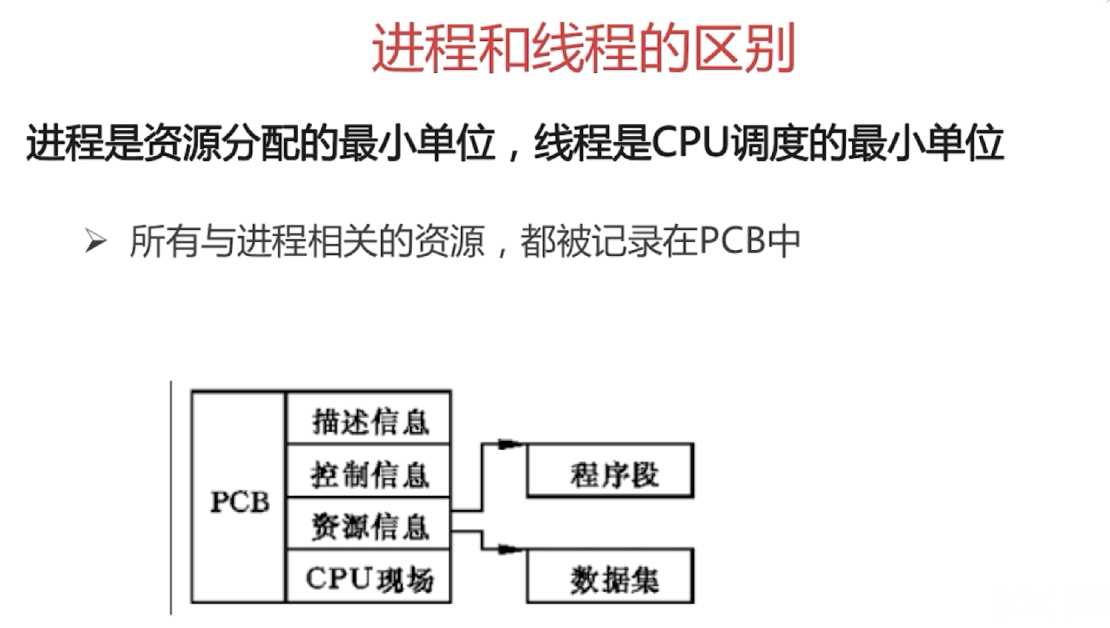 进程和线程的区别
进程是资源分配的最小单位，线程是CPU调度的最小单位
➢ 所有与进程相关的资源，都被记录在PCB中
PCB
描述信息
控制信息
资源信息
CPU现场
程序段
数据集